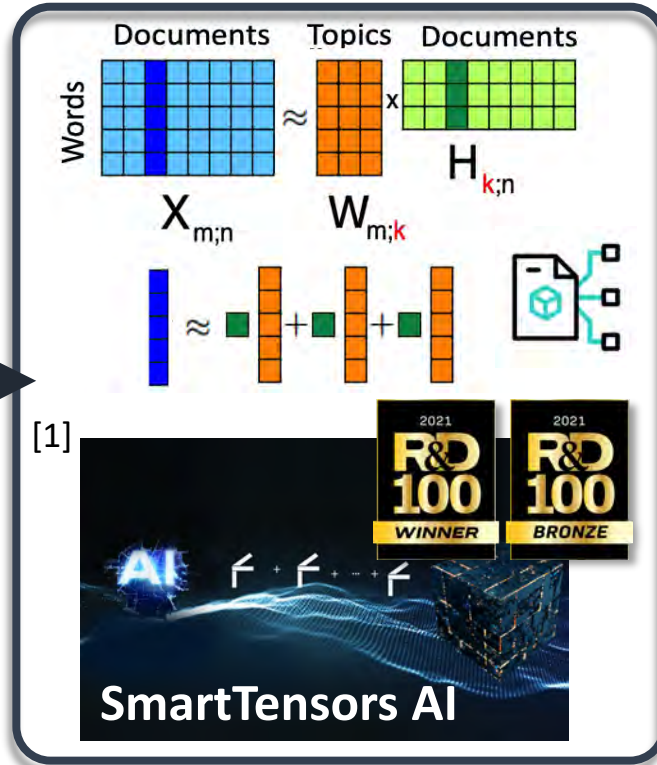 Documents Topics Documents
Words
≈
x
X m;n
W m;k
H k;n
≈ + +
[1]
2021
R&D
100
WINNER
2021
R&D
100
BRONZE
AI
+ + ... +
SmartTensors AI